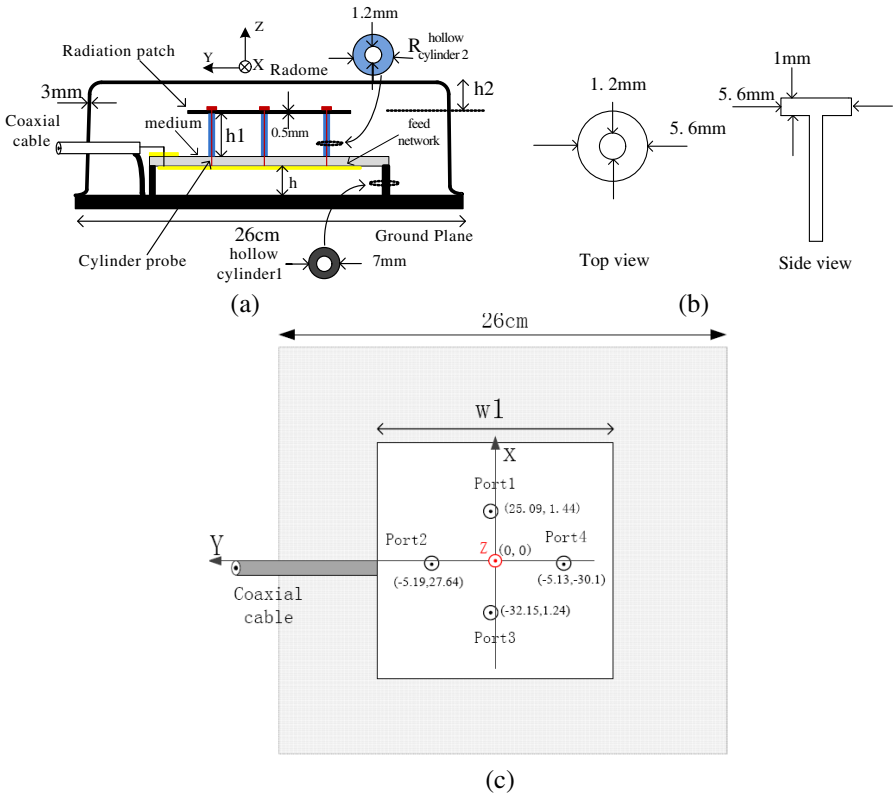 1.2mm
(a)
Z
Y
X
R
hollow
cylinder 2
Radiation patch
Radome
3mm
h2
Coaxial
cable
medium
h1
0.5mm
feed
network
h
26cm
Ground Plane
Cylinder probe
hollow
cylinder1
7mm
(a)
1.2mm
5.6mm
Top view
1mm
5.6mm
Side view
(b)
26cm
w1
X
Port1
(25.09, 1.44)
Port2
Z
(0, 0)
Port4
Y
(-5.19,27.64)
(-5.13,-30.1)
Coaxial
cable
(-32.15,1.24)
Port3
(c)